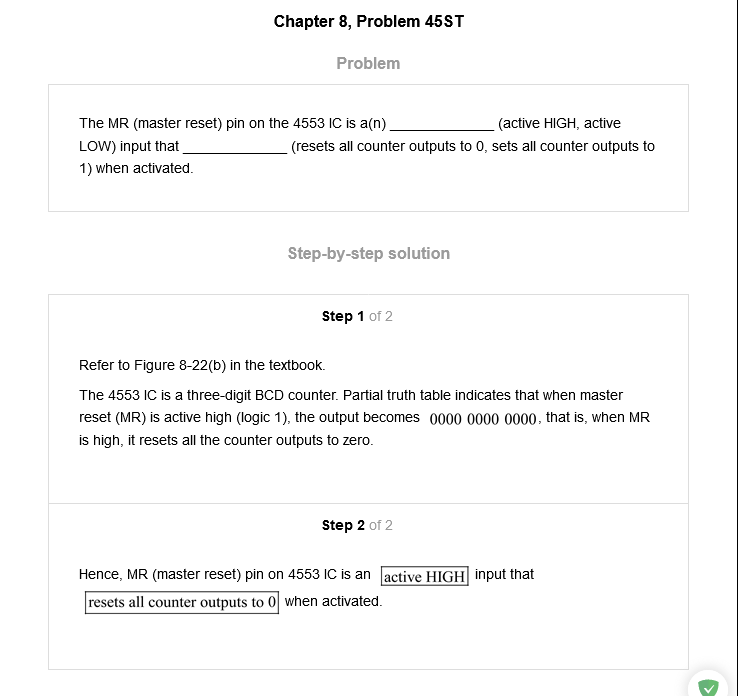 Chapter 8, Problem 45ST
Problem
The MR (master reset) pin on the 4553 IC is a(n) _____________ (active HIGH, active
LOW) input that _____________ (resets all counter outputs to 0, sets all counter outputs to
1) when activated.
Step-by-step solution
Step 1 of 2
Refer to Figure 8-22(b) in the textbook.
The 4553 IC is a three-digit BCD counter. Partial truth table indicates that when master
reset (MR) is active high (logic 1), the output becomes 0000 0000 0000, that is, when MR
is high, it resets all the counter outputs to zero.
Step 2 of 2
Hence, MR (master reset) pin on 4553 IC is an active HIGH input that
resets all counter outputs to 0 when activated.